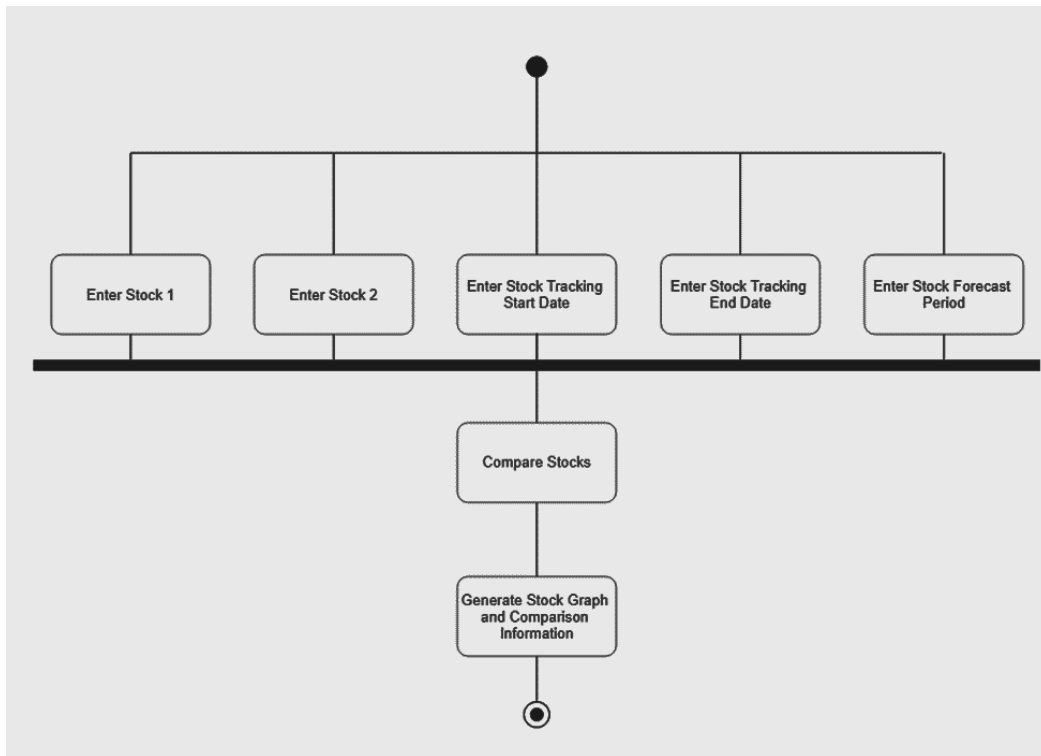 Enter Stock 1
Enter Stock 2
Enter Stock Tracking
Start Date
Enter Stock Tracking
End Date
Enter Stock Forecast
Period
Compare Stocks
Generate Stock Graph
and Comparison
Information